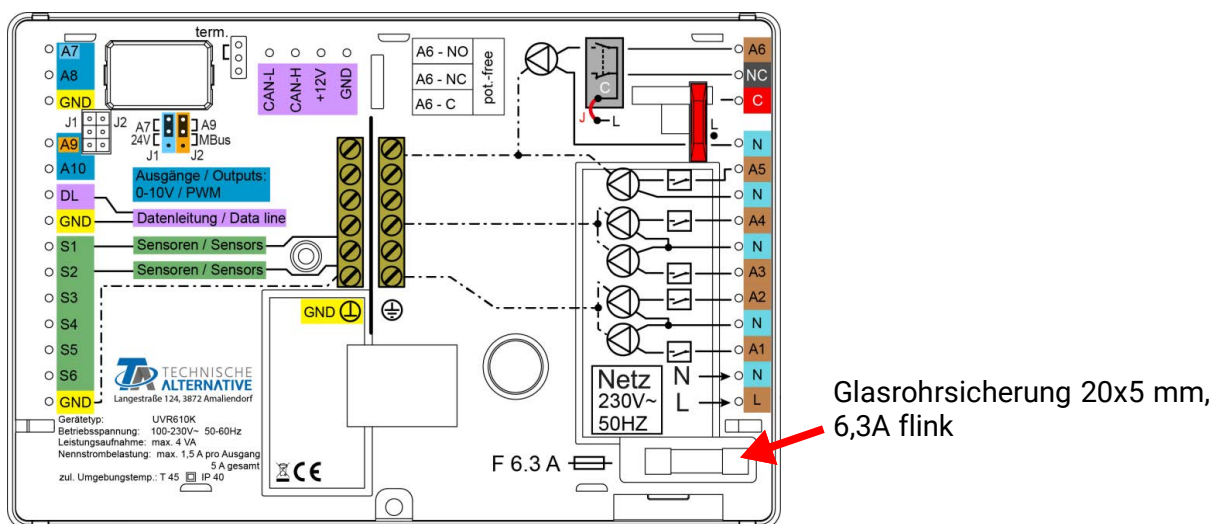 term.
A7
A8
GND
J1
J2
A9
A10
DL
GND
S1
S2
S3
S4
S5
S6
GND
A7
24V
A9
MBus
J1
J2
CAN-L
CAN-H
+12V
GND
A6 - NO
A6 - NC
A6 - C
pot.-free
Ausgänge / Outputs:
0-10V / PWM
Datenleitung / Data line
Sensoren / Sensors
Sensoren / Sensors
GND
C
J
L
L
A6
NC
C
N
A5
N
A4
N
A3
A2
N
A1
N
L
Netz
230V~
50HZ
N
L
TA TECHNISCHE
ALTERNATIVE
Langestraße 124, 3872 Amaliendorf
Gerätetyp: UVR610K
Betriebsspannung: 100-230V~ 50-60Hz
Leistungsaufnahme: max. 4 VA
Nennstrombelastung: max. 1,5 A pro Ausgang
5 A gesamt
zul. Umgebungstemp.: T 45 IP 40
CE
F 6.3 A
Glasrohrsicherung 20x5 mm,
6,3A flink